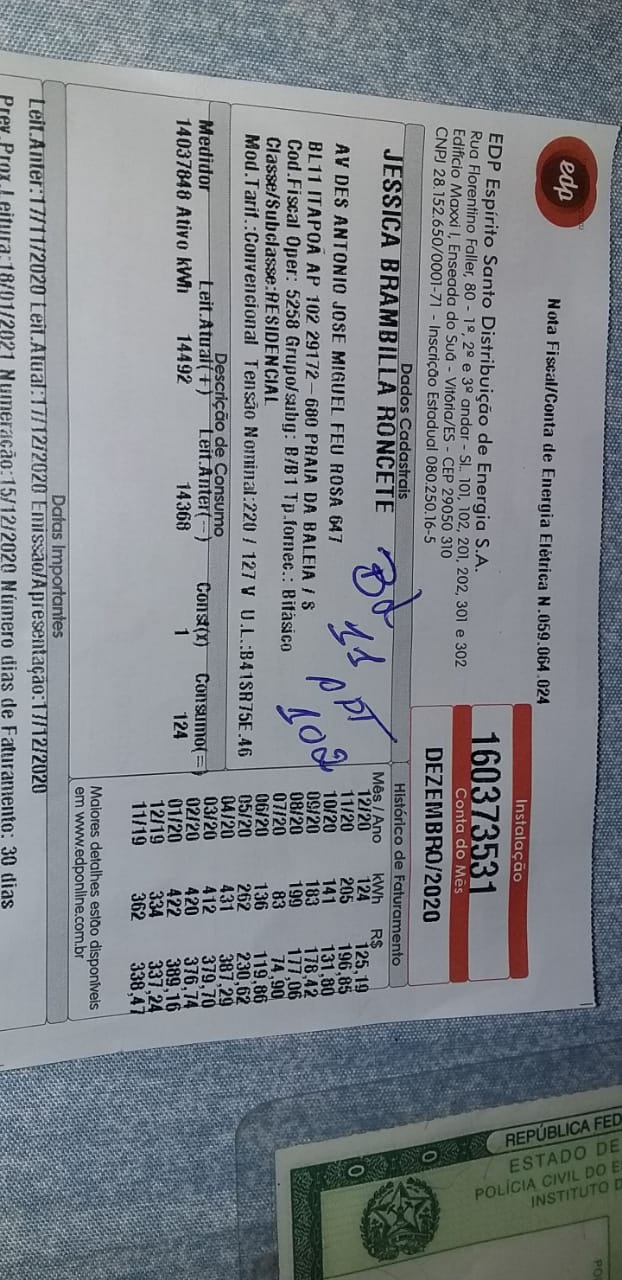 edp
Nota Fiscal/Conta de Energia Elétrica N.059.064.024
EDP Espírito Santo Distribuição de Energia S.A.
Rua Florentino Faller, 80 - 1º, 2º e 3º andar - SL. 101, 102, 201, 202, 301 e 302
Edifício Maxxi I, Enseada do Suá - Vitória/ES - CEP 29050 310
CNPJ 28.152.650/0001-71 - Inscrição Estadual 080.250.16-5
Instalação
160373531
Conta do Mês
DEZEMBRO/2020
Dados Cadastrais
JESSICA BRAMBILLA RONCETE
AV DES ANTONIO JOSE MIGUEL FEU ROSA 647
BL11 ITAPOÃ AP 102 29172-680 PRAIA DA BALEIA / S
Cod.Fiscal Oper: 5258 Grupo/subg: B/B1 Tp.fornec.: Bifásico
Classe/Subclasse:RESIDENCIAL
Mod.Tarif.:Convencional Tensão Nominal:220 / 127 V U.L.:B41SR75E.46
11
102
Descrição de Consumo
Medidor Leit.Atual(+) Leit.Anter(-) Const(x) Consumo(=)
14037848 Ativo kWh 14492 14368 1 124
Histórico de Faturamento
Mês/Ano kWh R$
12/20 124 125,19
11/20 205 196,85
10/20 141 131,80
09/20 183 178,42
08/20 199 177,06
07/20 83 74,90
06/20 136 119,86
05/20 262 230,62
04/20 431 387,29
03/20 412 379,70
02/20 420 376,74
01/20 422 389,16
12/19 334 337,24
11/19 362 338,47
Maiores detalhes estão disponíveis
em www.edponline.com.br
Datas Importantes
Leit.Anter:17/11/2020 Leit.Atual:17/12/2020 Emissão/Apresentação:17/12/2020
Prev.Prox.Leitura:18/01/2021 Numeração:15/12/2020 Número dias de Faturamento: 30 dias
REPÚBLICA FED
ESTADO DE
POLÍCIA CIVIL DO E
INSTITUTO D